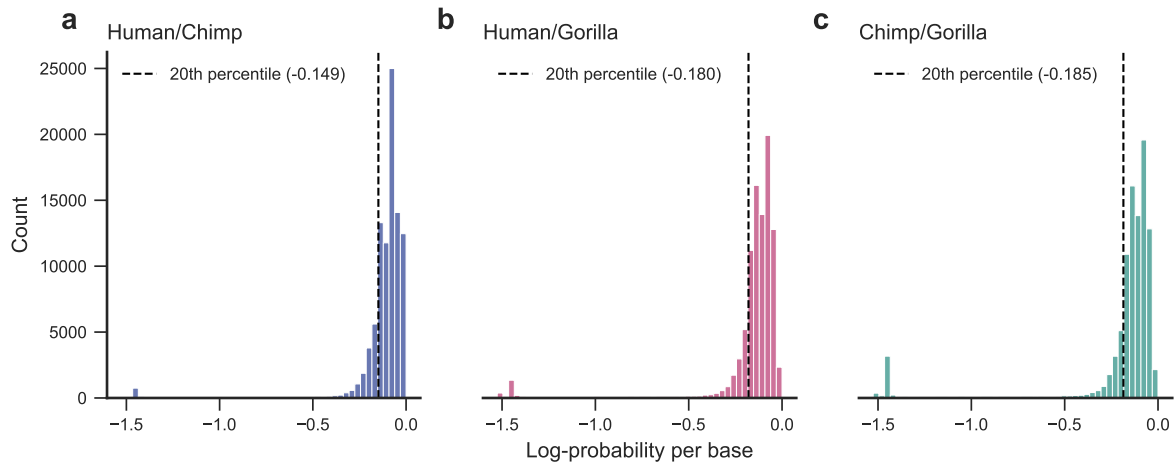 a
Human/Chimp
20th percentile (-0.149)
25000
20000
15000
10000
5000
0
Count
−1.5
−1.0
−0.5
0.0
b
Human/Gorilla
20th percentile (-0.180)
−1.5
−1.0
−0.5
0.0
Log-probability per base
c
Chimp/Gorilla
20th percentile (-0.185)
−1.5
−1.0
−0.5
0.0